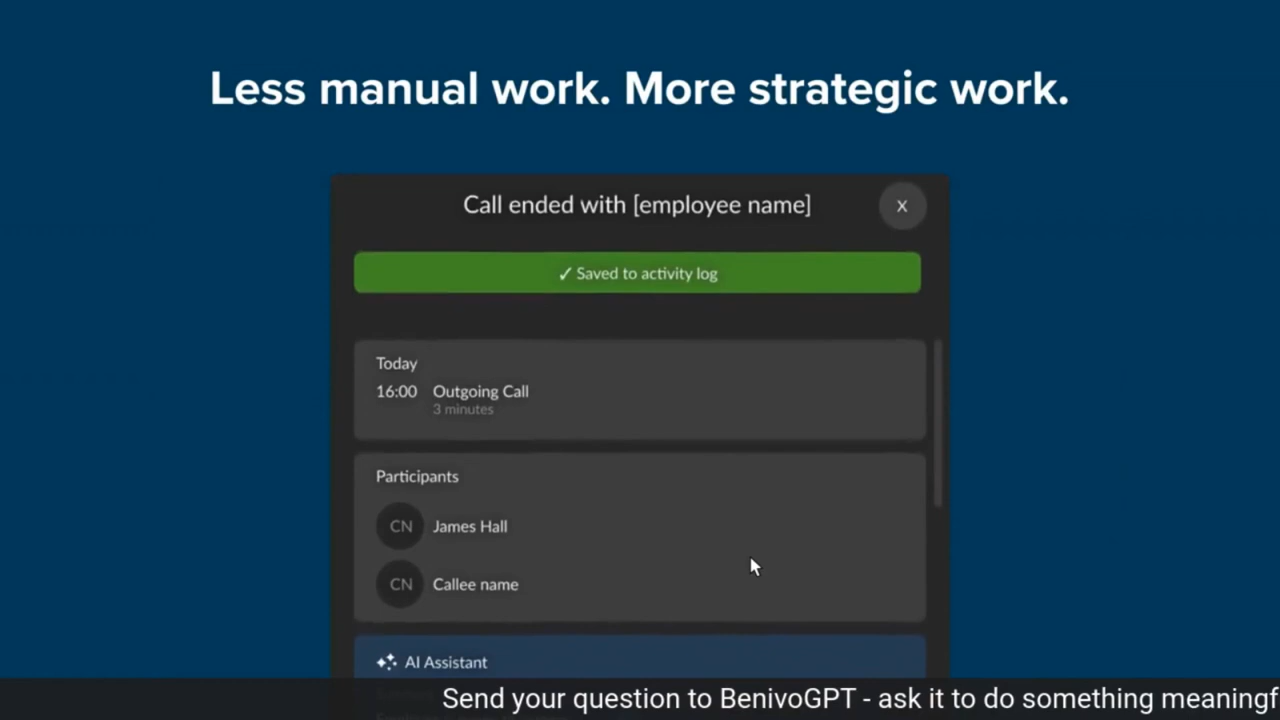 Less manual work. More strategic work.
Call ended with [employee name]
X
✓ Saved to activity log
Today
16:00 Outgoing Call
3 minutes
Participants
CN James Hall
CN Callee name
AI Assistant
Send your question to BenivoGPT - ask it to do something meaningf